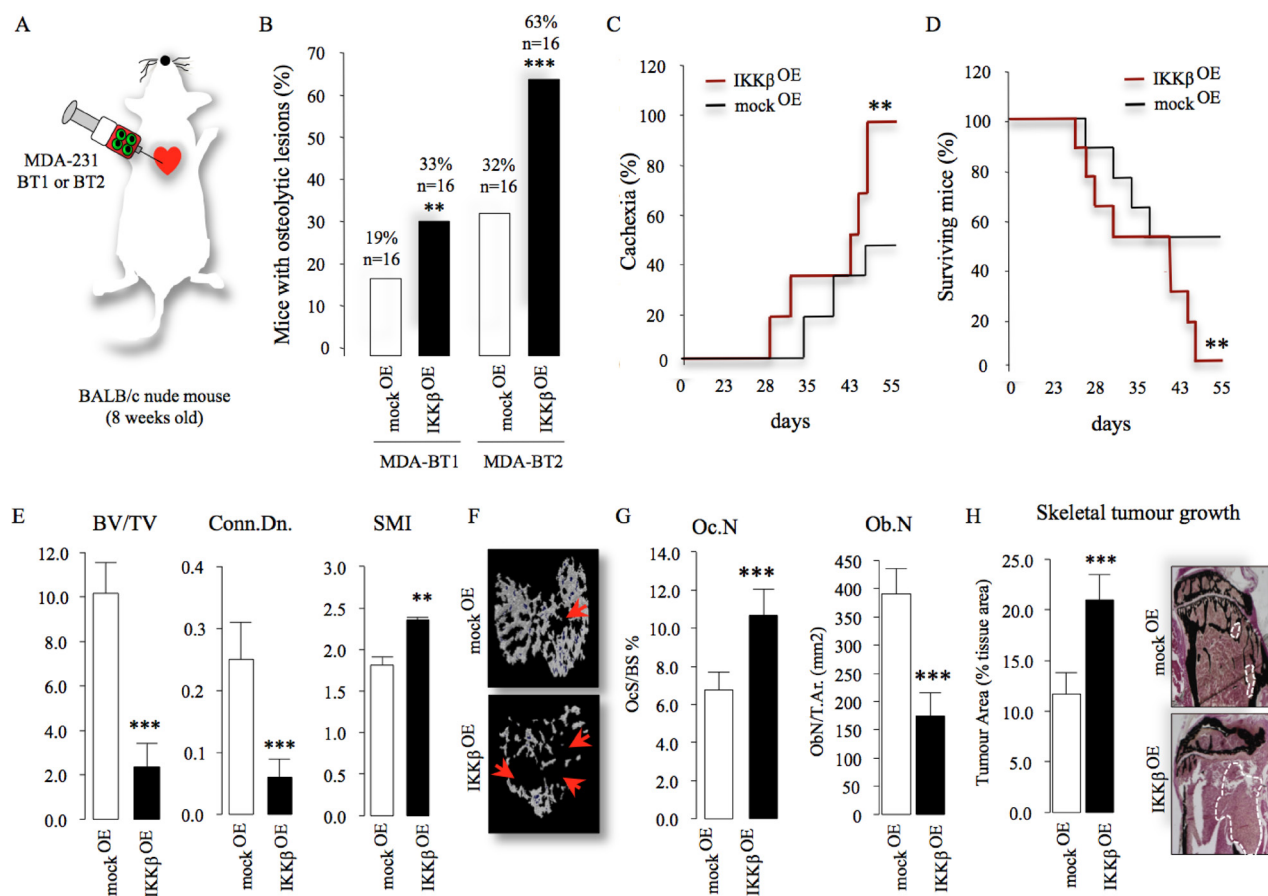 A
MDA-231
BT1 or BT2
BALB/c nude mouse
(8 weeks old)
B
Mice with osteolytic lesions (%)
70
60
50
40
30
20
10
0
19%
n=16
33%
n=16
**
32%
n=16
63%
n=16
***
mock OE
IKKβ OE
mock OE
IKKβ OE
MDA-BT1
MDA-BT2
C
Cachexia (%)
120
100
80
60
40
20
0
IKKβ OE
mock OE
**
0 23 28 35 43 55
days
D
Surviving mice (%)
120
100
80
60
40
20
0
IKKβ OE
mock OE
**
0 23 28 35 43 55
days
E
BV/TV
12.0
10.0
8.0
6.0
4.0
2.0
0.0
***
mock OE
IKKβ OE
Conn.Dn.
0.4
0.3
0.2
0.1
0.0
***
mock OE
IKKβ OE
SMI
3.0
2.5
2.0
1.5
1.0
0.5
0.0
**
mock OE
IKKβ OE
F
mock OE
IKKβ OE
G
Oc.N
OcS/BS %
14.0
12.0
10.0
8.0
6.0
4.0
2.0
0.0
***
mock OE
IKKβ OE
Ob.N
ObN/T.Ar. (mm2)
450
400
350
300
250
200
150
100
50
0
***
mock OE
IKKβ OE
H
Skeletal tumour growth
Tumour Area (% tissue area)
25.0
20.0
15.0
10.0
5.0
0.0
***
mock OE
IKKβ OE
mock OE
IKKβ OE